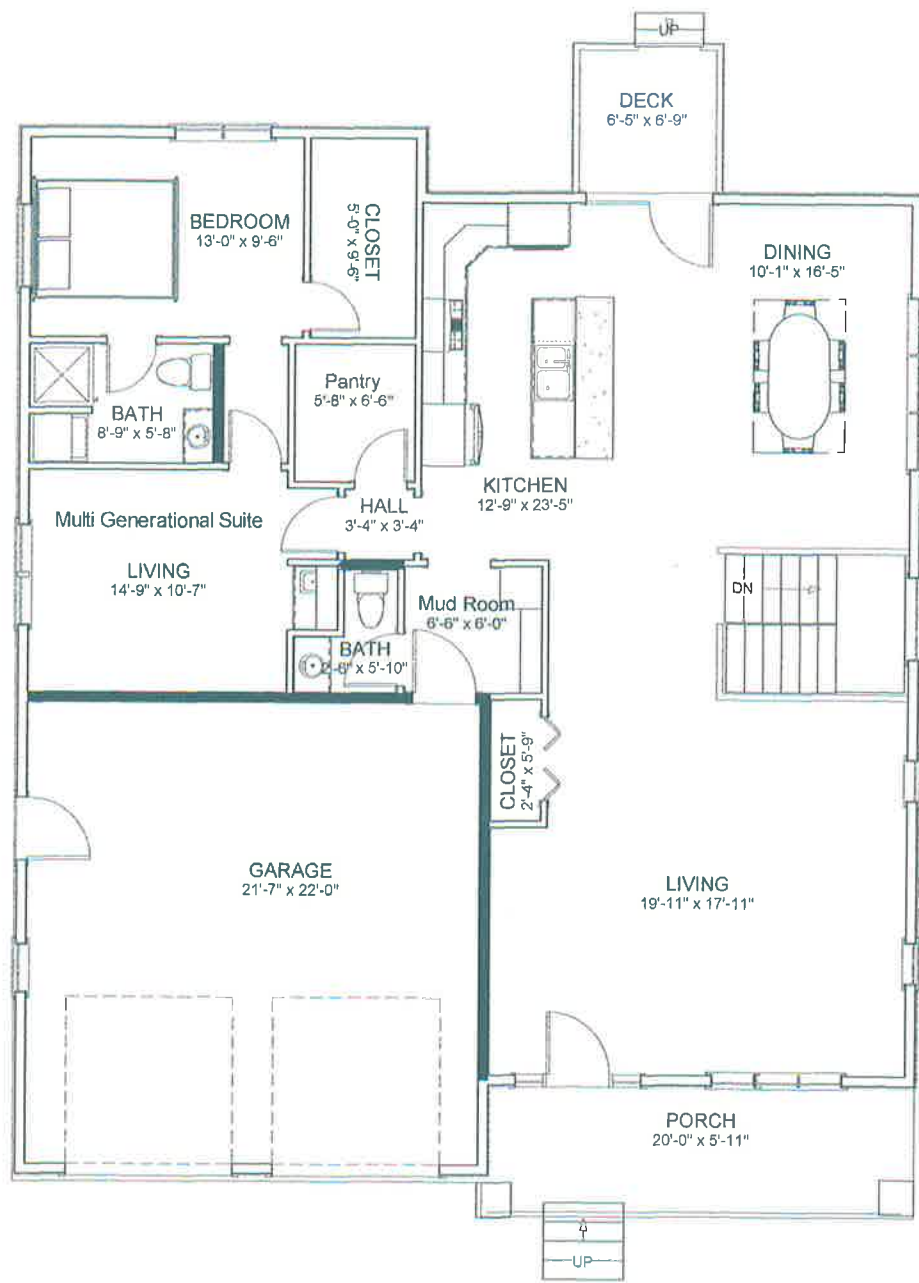 UP
DECK
6'-5" x 6'-9"
BEDROOM
13'-0" x 9'-6"
CLOSET
5'-0" x 9'-6"
DINING
10'-1" x 16'-5"
Pantry
5'-8" x 6'-6"
BATH
8'-9" x 5'-8"
KITCHEN
12'-9" x 23'-5"
HALL
3'-4" x 3'-4"
Multi Generational Suite
LIVING
14'-9" x 10'-7"
DN
Mud Room
6'-6" x 6'-0"
BATH
2'-6" x 5'-10"
CLOSET
2'-4" x 5'-9"
GARAGE
21'-7" x 22'-0"
LIVING
19'-11" x 17'-11"
PORCH
20'-0" x 5'-11"
UP